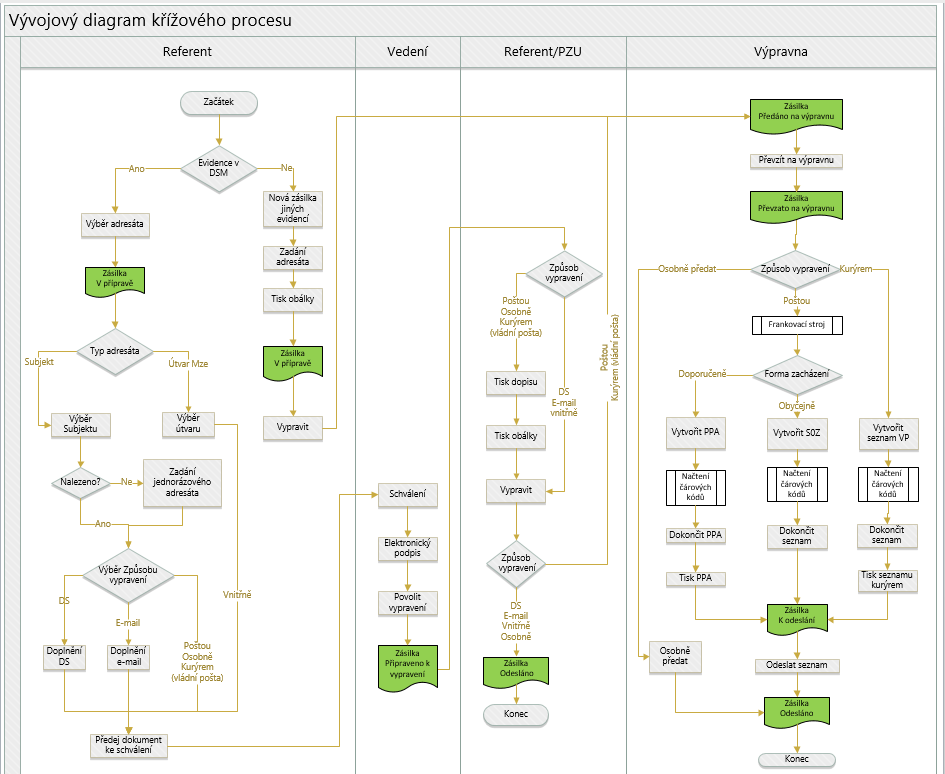 Vývojový diagram křížového procesu
Referent
Vedení
Referent/PZU
Výpravna
Začátek
Evidence v
DSM
Ano
Ne
Výběr adresáta
Zásilka
V přípravě
Typ adresáta
Subjekt
Útvar Mze
Výběr
Subjektu
Výběr
útvaru
Nalezeno?
Ne
Zadání
jednorázového
adresáta
Ano
Výběr Způsobu
vypravení
DS
E-mail
Poštou
Osobně
Kurýrem
(vládní pošta)
Vnitřně
Doplnění
DS
Doplnění
e-mail
Předej dokument
ke schválení
Nová zásilka
jiných
evidencí
Zadání
adresáta
Tisk obálky
Zásilka
V přípravě
Vypravit
Schválení
Elektronický
podpis
Povolit
vypravení
Zásilka
Připraveno k
vypravení
Způsob
vypravení
Poštou
Osobně
Kurýrem
(vládní pošta)
DS
E-mail
vnitřně
Tisk dopisu
Tisk obálky
Vypravit
Způsob
vypravení
Poštou
Kurýrem (vládní pošta)
DS
E-mail
Vnitřně
Osobně
Zásilka
Odesláno
Konec
Zásilka
Předáno na výpravnu
Převzít na výpravnu
Zásilka
Převzato na výpravnu
Způsob vypravení
Osobně předat
Kurýrem
Poštou
Frankovací stroj
Forma zacházení
Doporučeně
Obyčejně
Vytvořit PPA
Vytvořit S0Z
Vytvořit
seznam VP
Načtení
čárových
kódů
Načtení
čárových
kódů
Načtení
čárových
kódů
Dokončit PPA
Dokončit
seznam
Dokončit
seznam
Tisk PPA
Tisk seznamu
kurýrem
Zásilka
K odeslání
Osobně
předat
Odeslat seznam
Zásilka
Odesláno
Konec